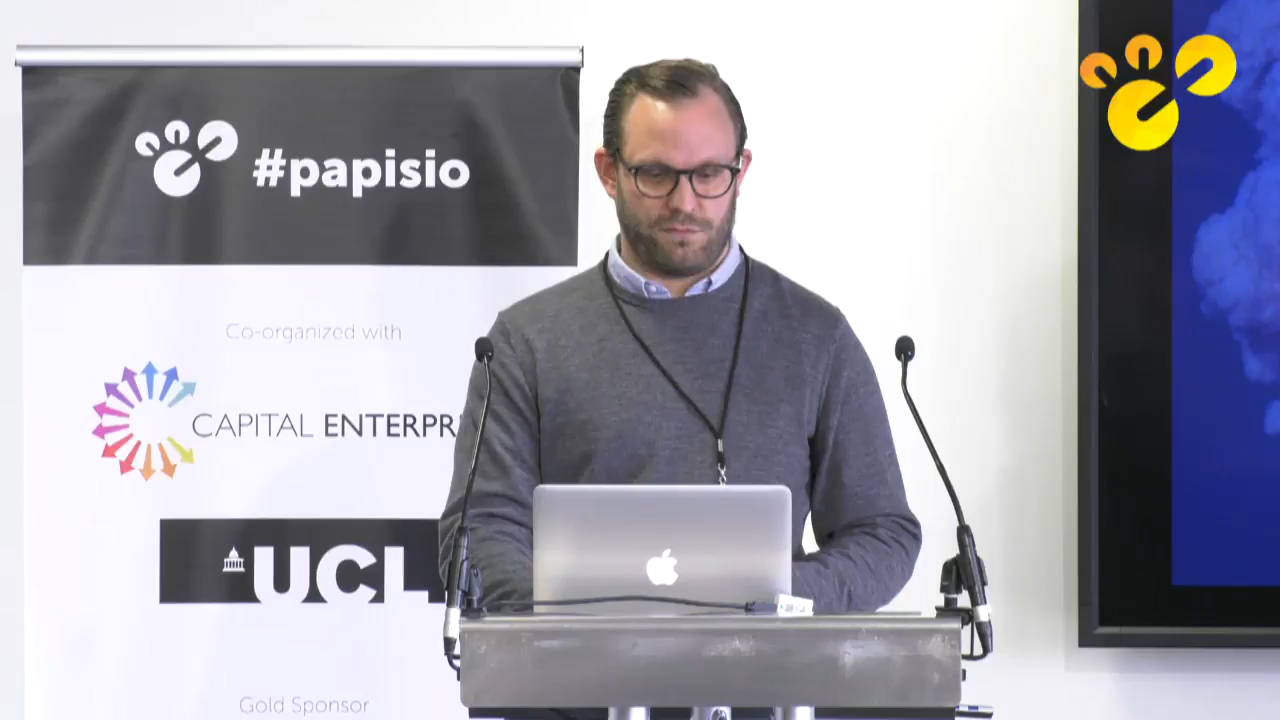 #papisio
Co-organized with
CAPITAL ENTERPR
UCL
Gold Sponsor